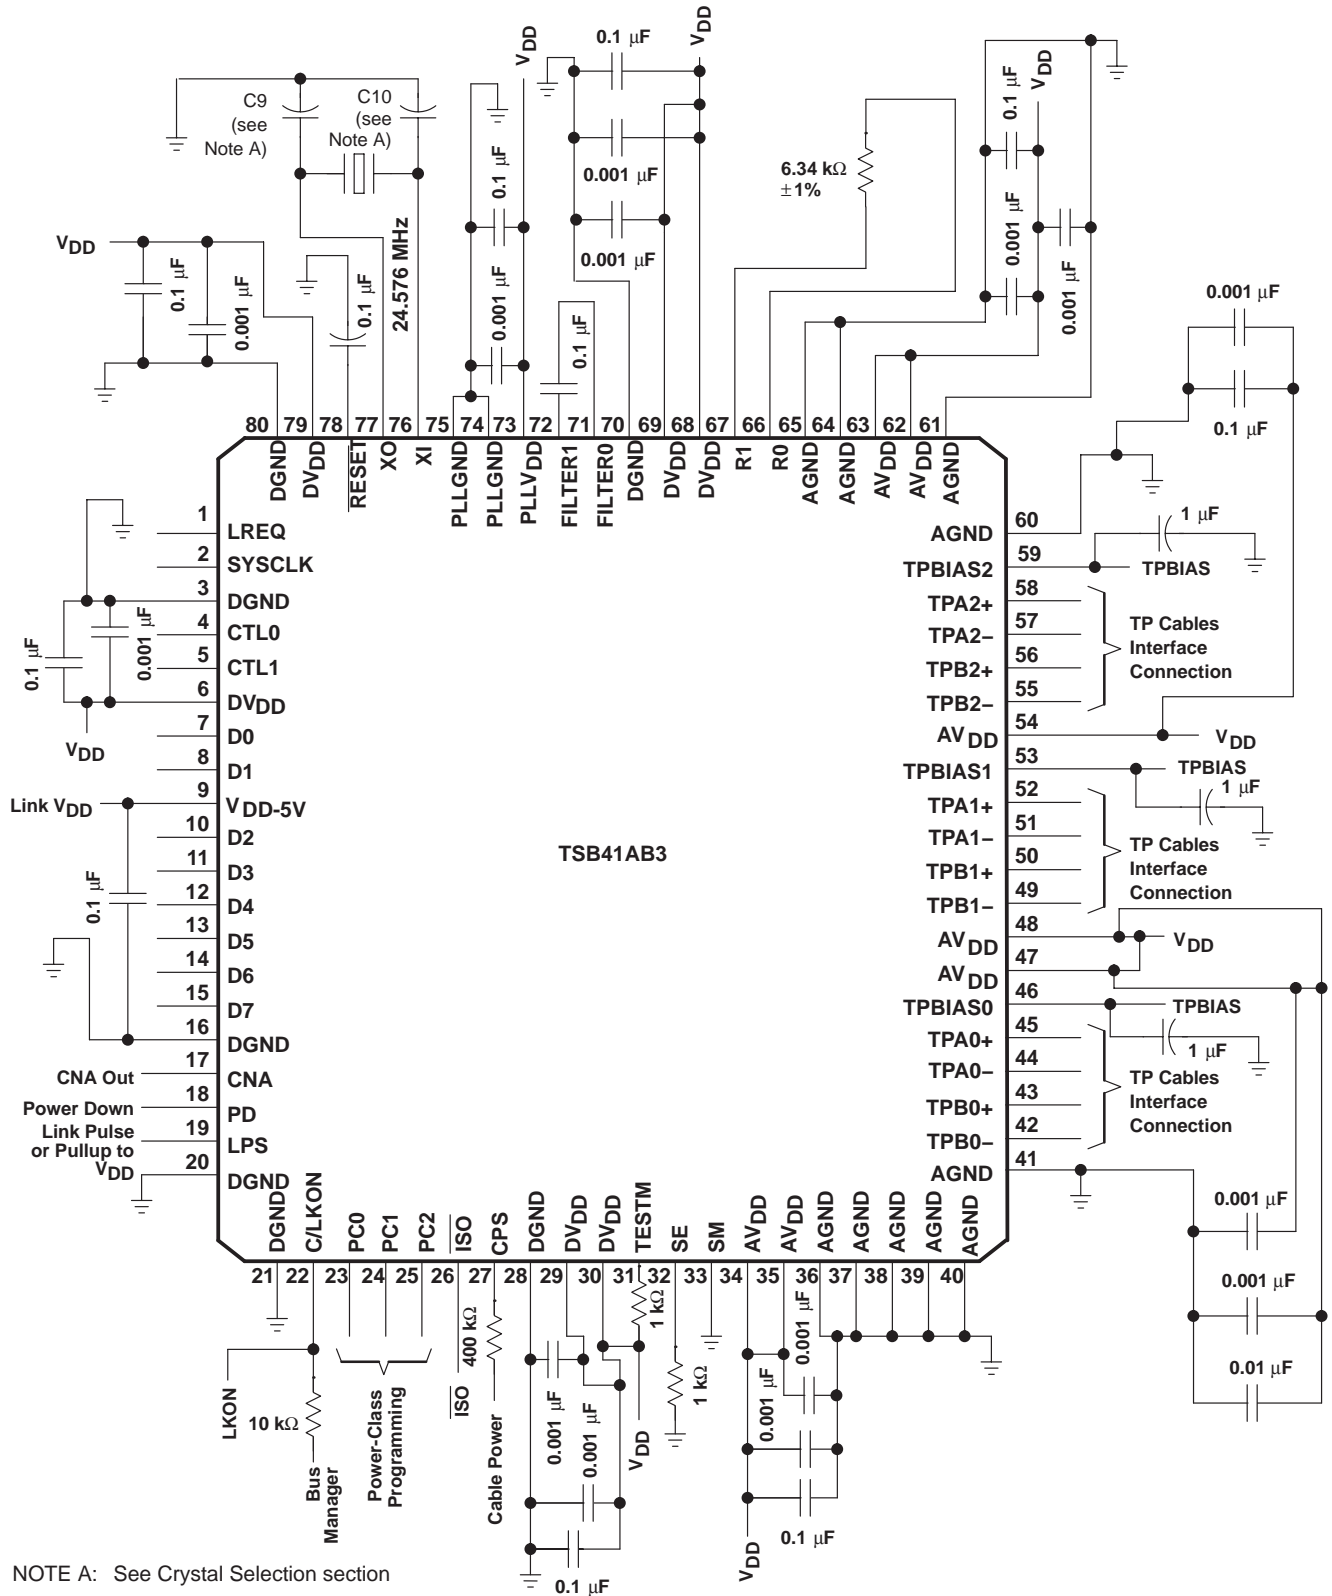 0.1 μF
VDD
VDD
C9
(see
Note A)
C10
(see
Note A)
0.1 μF
0.001 μF
0.001 μF
6.34 kΩ
±1%
0.1 μF
VDD
0.001 μF
0.001 μF
VDD
0.1 μF
0.001 μF
0.1 μF
24.576 MHz
0.001 μF
0.1 μF
0.001 μF
0.1 μF
80 79 78 77 76 75 74 73 72 71 70 69 68 67 66 65 64 63 62 61
DGND
DVDD
RESET
XO
XI
PLLGND
PLLGND
PLLVDD
FILTER1
FILTER0
DGND
DVDD
DVDD
R1
R0
AGND
AGND
AVDD
AVDD
AGND
1 LREQ
2 SYSCLK
3 DGND
4 CTL0
5 CTL1
6 DVDD
7 D0
8 D1
9 VDD-5V
10 D2
11 D3
12 D4
13 D5
14 D6
15 D7
16 DGND
17 CNA
18 PD
19 LPS
20 DGND
0.1 μF
0.001 μF
VDD
Link VDD
0.1 μF
CNA Out
Power Down
Link Pulse
or Pullup to
VDD
TSB41AB3
AGND 60
TPBIAS2 59
TPA2+ 58
TPA2− 57
TPB2+ 56
TPB2− 55
AVDD 54
TPBIAS1 53
TPA1+ 52
TPA1− 51
TPB1+ 50
TPB1− 49
AVDD 48
AVDD 47
TPBIAS0 46
TPA0+ 45
TPA0− 44
TPB0+ 43
TPB0− 42
AGND 41
1 μF
TPBIAS
TP Cables
Interface
Connection
VDD
TPBIAS
1 μF
TP Cables
Interface
Connection
VDD
TPBIAS
1 μF
TP Cables
Interface
Connection
0.001 μF
0.001 μF
0.01 μF
DGND
C/LKON
PC0
PC1
PC2
ISO
CPS
DGND
DVDD
DVDD
TESTM
SE
SM
AVDD
AVDD
AGND
AGND
AGND
AGND
AGND
21 22 23 24 25 26 27 28 29 30 31 32 33 34 35 36 37 38 39 40
LKON
10 kΩ
Bus
Manager
Power-Class
Programming
ISO
400 kΩ
Cable Power
0.001 μF
0.001 μF
0.1 μF
VDD
1 kΩ
1 kΩ
0.001 μF
0.001 μF
0.1 μF
VDD
NOTE A: See Crystal Selection section